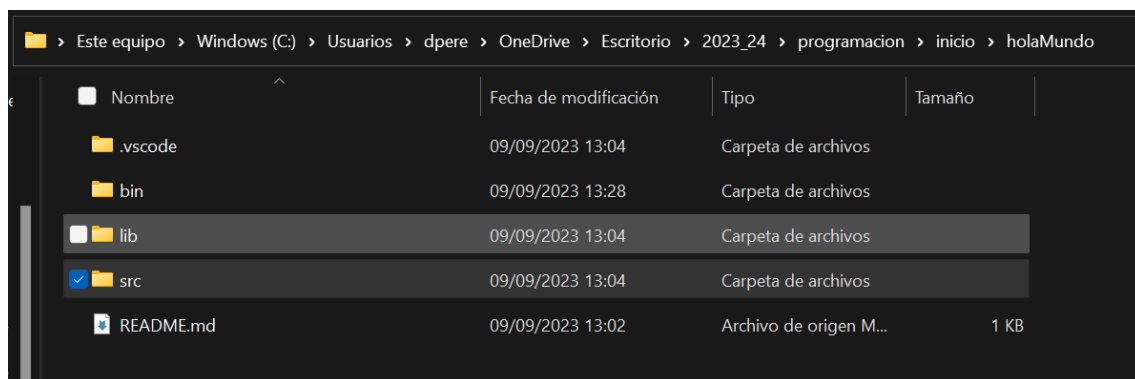 Este equipo > Windows (C:) > Usuarios > dpere > OneDrive > Escritorio > 2023_24 > programacion > inicio > holaMundo
Nombre Fecha de modificación Tipo Tamaño
.vscode 09/09/2023 13:04 Carpeta de archivos
bin 09/09/2023 13:28 Carpeta de archivos
lib 09/09/2023 13:04 Carpeta de archivos
src 09/09/2023 13:04 Carpeta de archivos
README.md 09/09/2023 13:02 Archivo de origen M... 1 KB